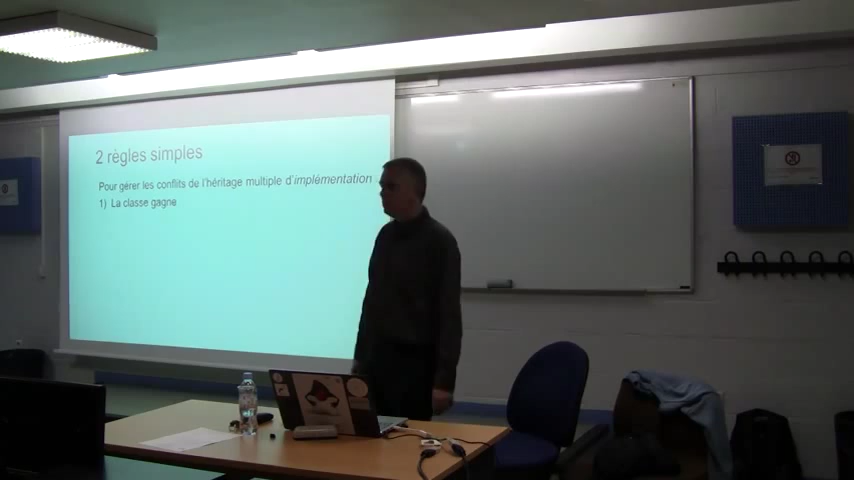 2 règles simples
Pour gérer les conflits de l'héritage multiple d'implémentation
1) La classe gagne